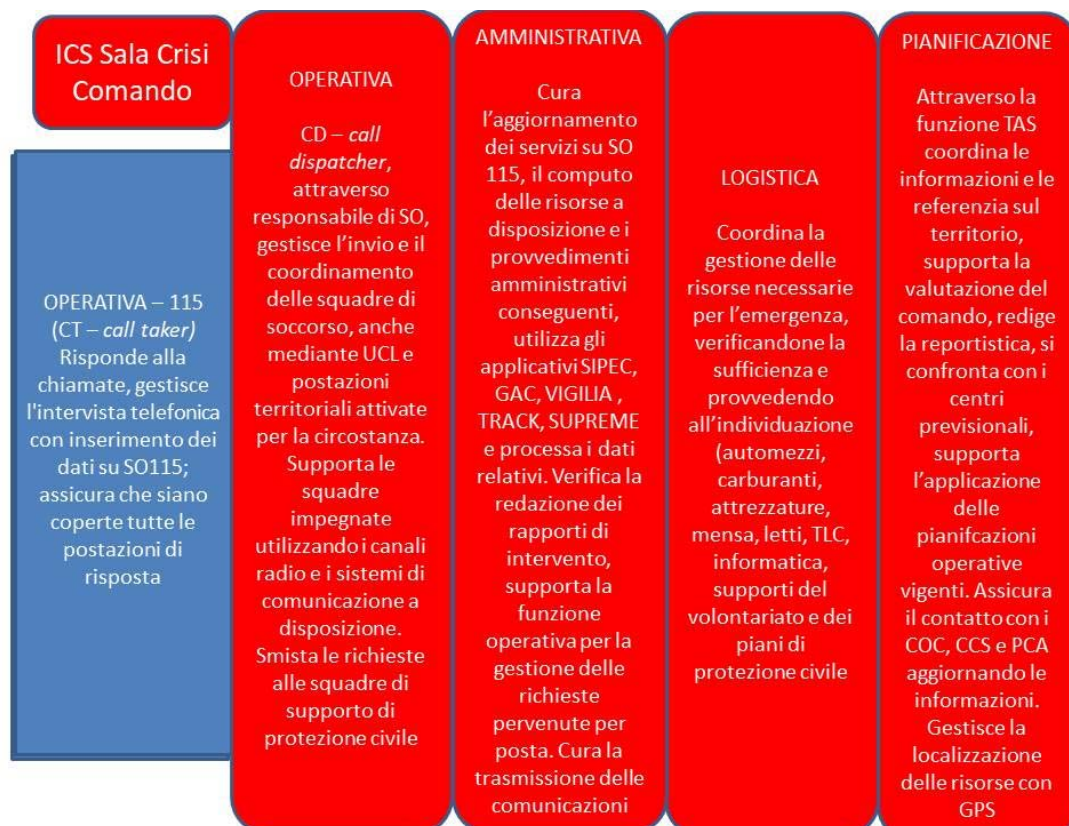 ICS Sala Crisi
Comando
OPERATIVA – 115
(CT – call taker)
Risponde alla
chiamate, gestisce
l'intervista telefonica
con inserimento dei
dati su SO115;
assicura che siano
coperte tutte le
postazioni di
risposta
OPERATIVA
CD – call
dispatcher,
attraverso
responsabile di SO,
gestisce l'invio e il
coordinamento
delle squadre di
soccorso, anche
mediante UCL e
postazioni
territoriali attivate
per la circostanza.
Supporta le
squadre
impegnate
utilizzando i canali
radio e i sistemi di
comunicazione a
disposizione.
Smista le richieste
alle squadre di
supporto di
protezione civile
AMMINISTRATIVA
Cura
l'aggiornamento
dei servizi su SO
115, il computo
delle risorse a
disposizione e i
provvedimenti
amministrativi
conseguenti,
utilizza gli
applicativi SIPEC,
GAC, VIGILIA ,
TRACK, SUPREME
e processa i dati
relativi. Verifica la
redazione dei
rapporti di
intervento,
supporta la
funzione
operativa per la
gestione delle
richieste
pervenute per
posta. Cura la
trasmissione delle
comunicazioni
LOGISTICA
Coordina la
gestione delle
risorse necessarie
per l'emergenza,
verificandone la
sufficienza e
provvedendo
all'individuazione
(automezzi,
carburanti,
attrezzature,
mensa, letti, TLC,
informatica,
supporti del
volontariato e dei
piani di
protezione civile
PIANIFICAZIONE
Attraverso la
funzione TAS
coordina le
informazioni e le
referenzia sul
territorio,
supporta la
valutazione del
comando, redige
la reportistica, si
confronta con i
centri
previsionali,
supporta
l'applicazione
delle
pianifcazioni
operative
vigenti. Assicura
il contatto con i
COC, CCS e PCA
aggiornando le
informazioni.
Gestisce la
localizzazione
delle risorse con
GPS